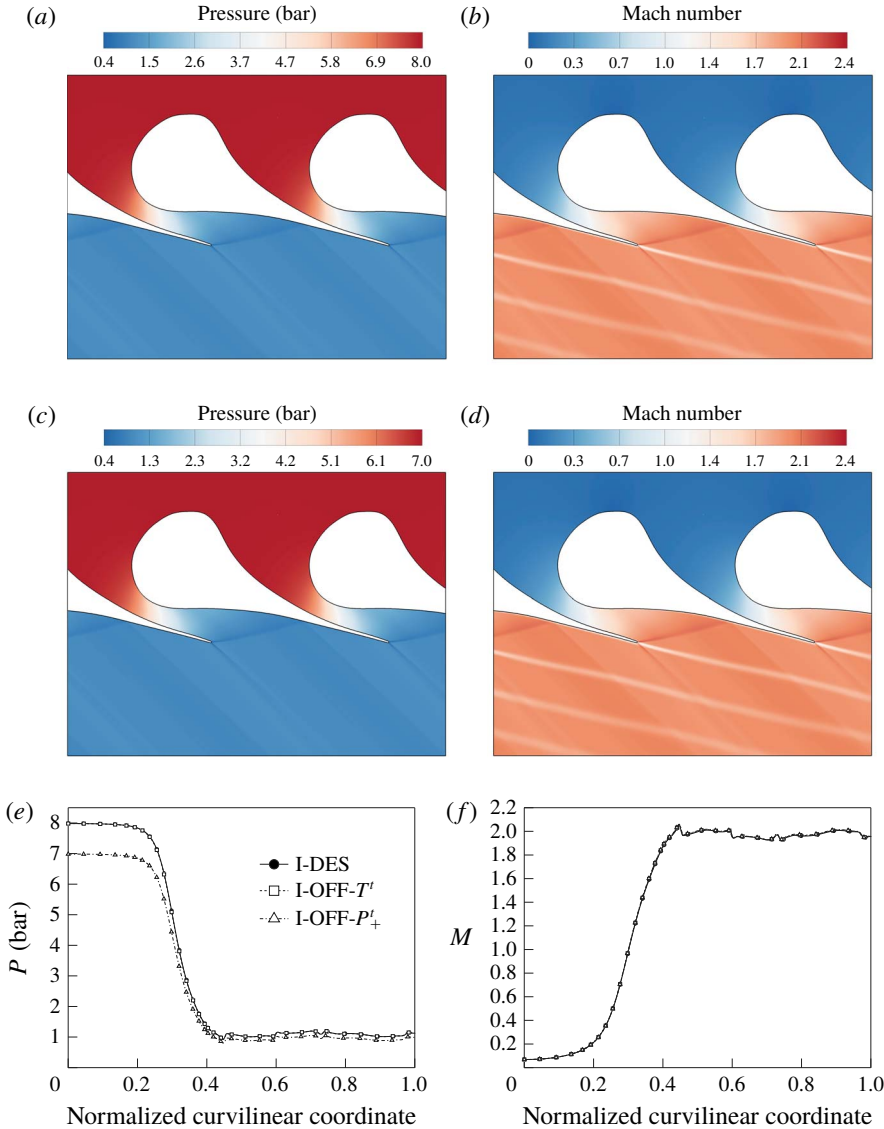 (a) Pressure (bar)
0.4 1.5 2.6 3.7 4.7 5.8 6.9 8.0
(b) Mach number
0 0.3 0.7 1.0 1.4 1.7 2.1 2.4
(c) Pressure (bar)
0.4 1.3 2.2 3.2 4.2 5.1 6.1 7.0
(d) Mach number
0 0.3 0.7 1.0 1.4 1.7 2.1 2.4
(e)
8
7
6
5
4
3
2
1
P (bar)
I-DES
I-OFF-Tᵗ
I-OFF-Pᵗ₊
0 0.2 0.4 0.6 0.8 1.0
Normalized curvilinear coordinate
(f)
2.2
2.0
1.8
1.6
1.4
1.2
1.0
0.8
0.6
0.4
0.2
M
0 0.2 0.4 0.6 0.8 1.0
Normalized curvilinear coordinate